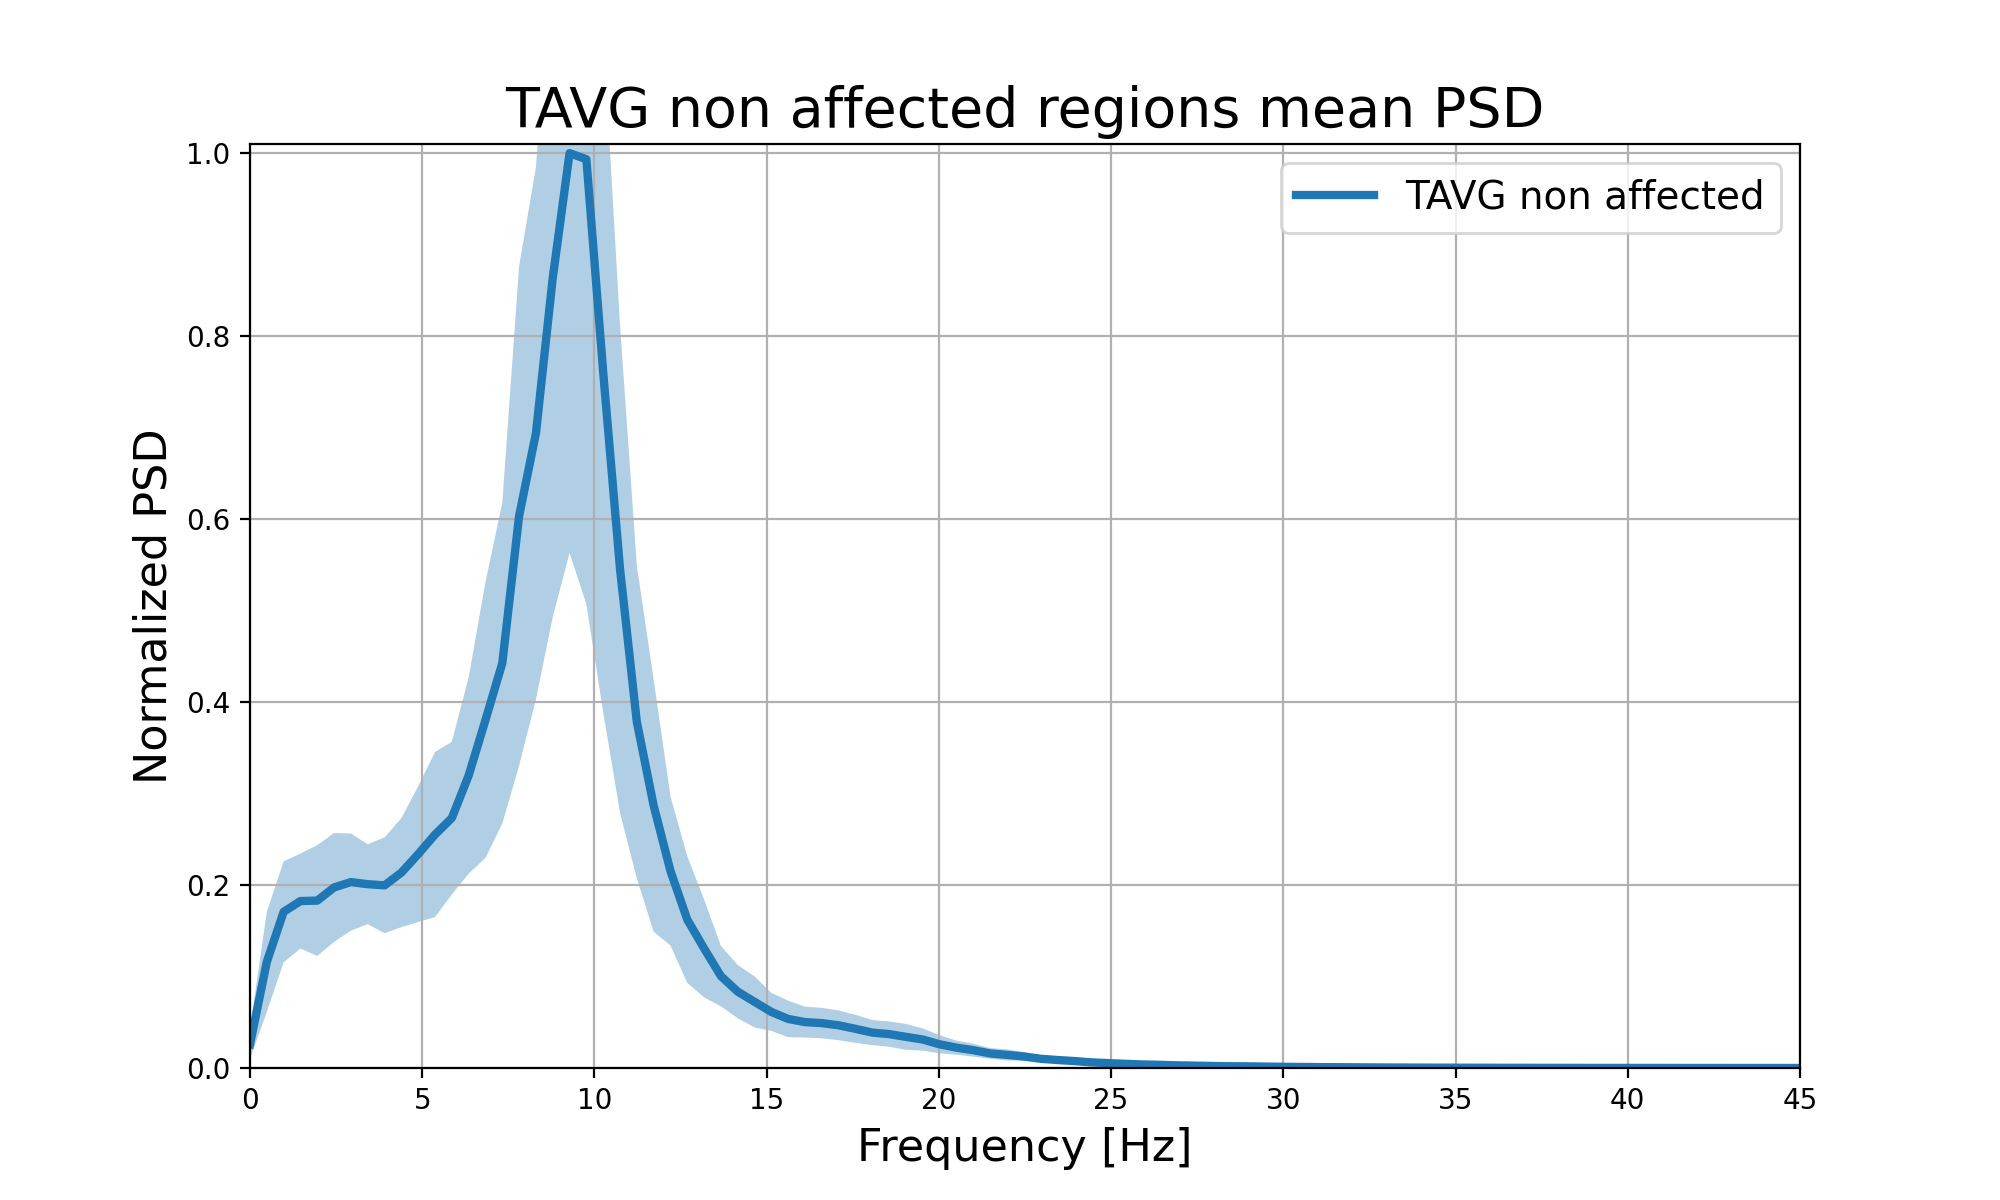 TAVG non affected regions mean PSD
TAVG non affected
Normalized PSD
1.0
0.8
0.6
0.4
0.2
0.0
0 5 10 15 20 25 30 35 40 45
Frequency [Hz]